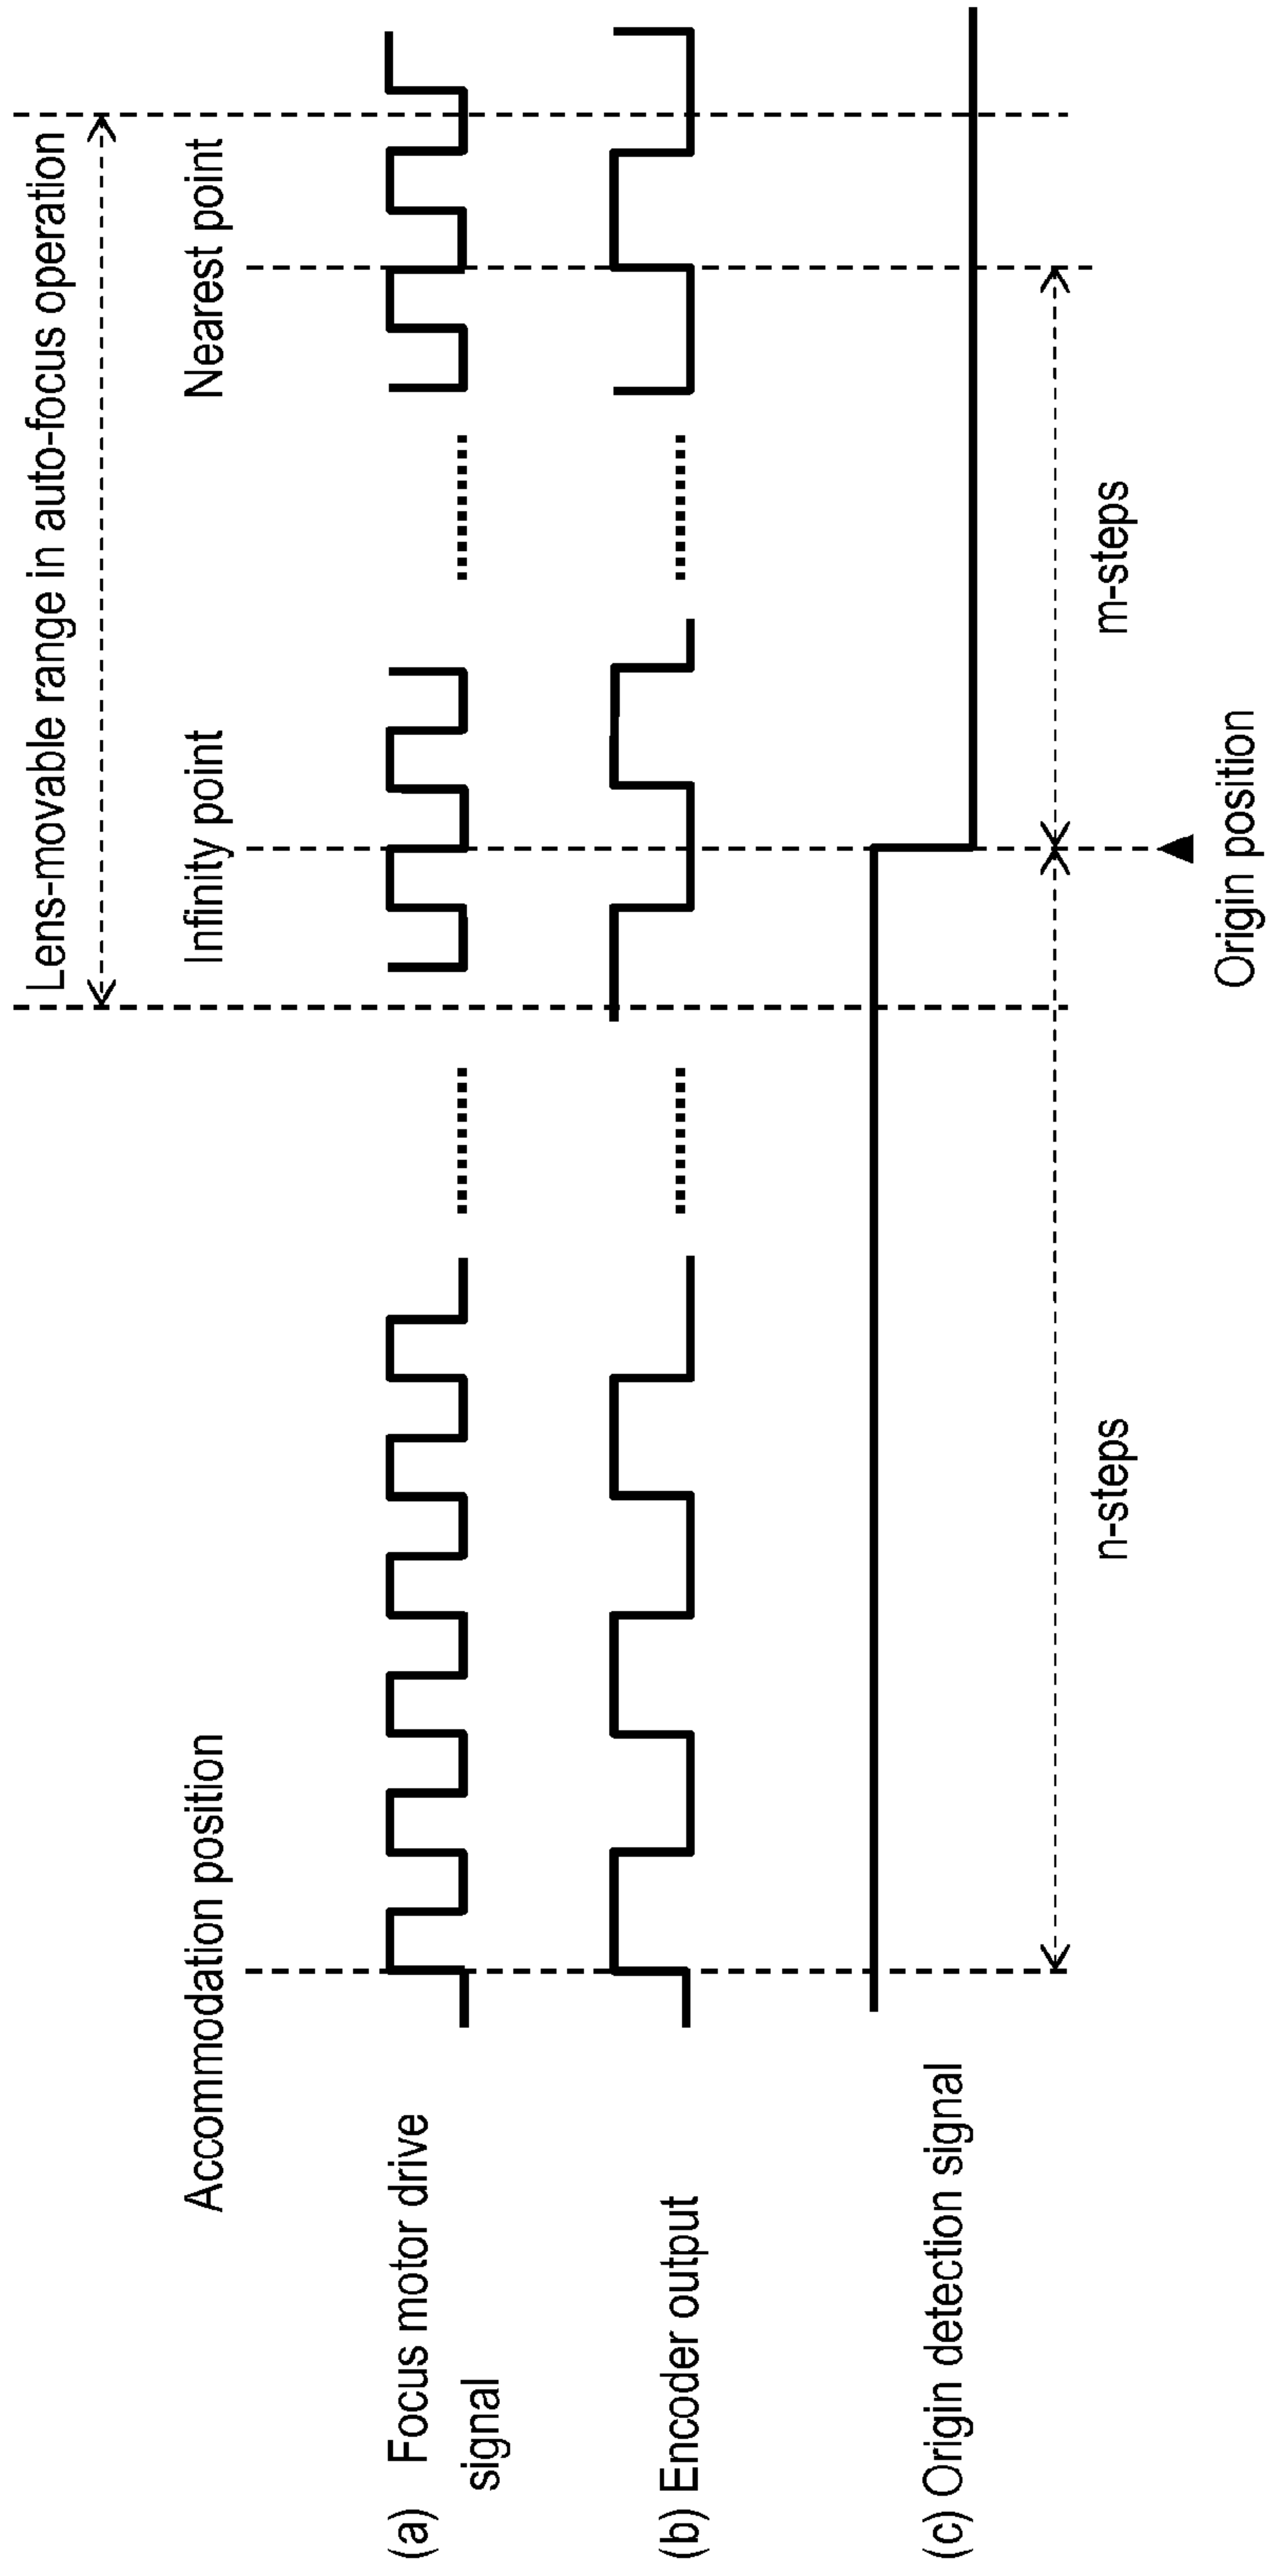 Lens-movable range in auto-focus operation
Accommodation position
Infinity point
Nearest point
(a) Focus motor drive
signal
(b) Encoder output
(c) Origin detection signal
n-steps
m-steps
Origin position